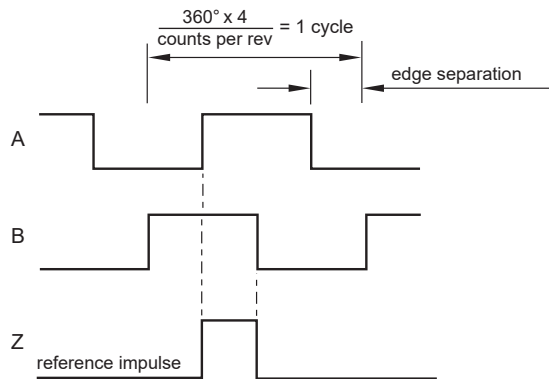 360° x 4
counts per rev
= 1 cycle
edge separation
A
B
Z
reference impulse